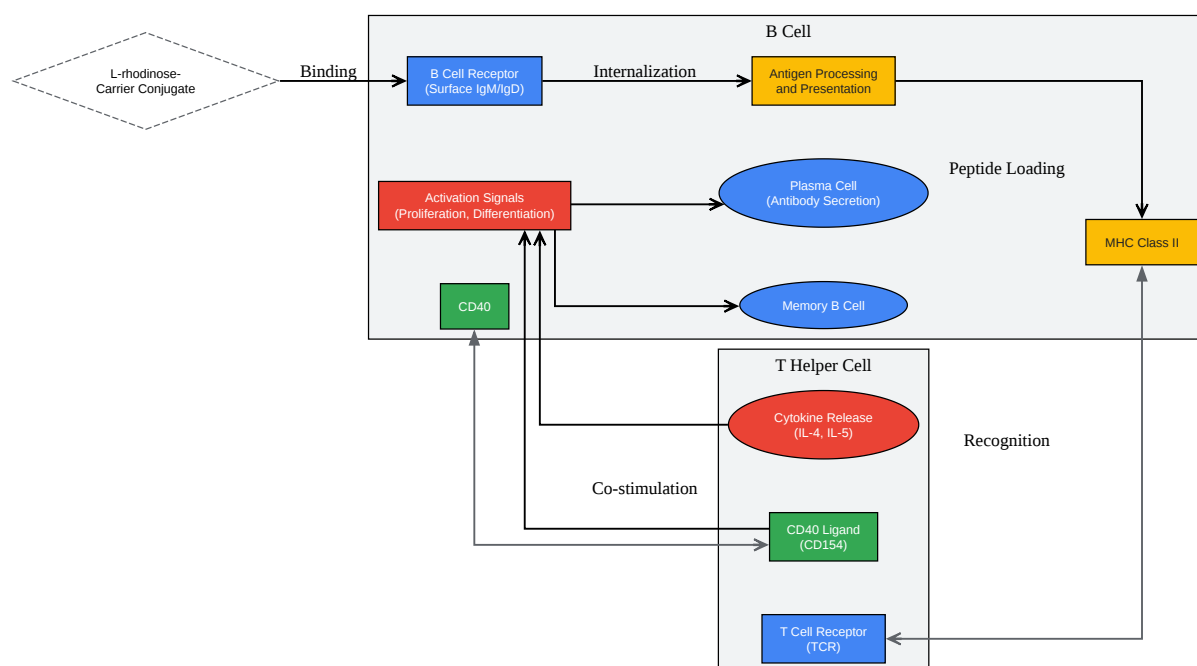 B Cell
L-rhodinose-
Carrier Conjugate
Binding
B Cell Receptor
(Surface IgM/IgD)
Internalization
Antigen Processing
and Presentation
Peptide Loading
Activation Signals
(Proliferation, Differentiation)
Plasma Cell
(Antibody Secretion)
MHC Class II
CD40
Memory B Cell
T Helper Cell
Cytokine Release
(IL-4, IL-5)
Recognition
Co-stimulation
CD40 Ligand
(CD154)
T Cell Receptor
(TCR)